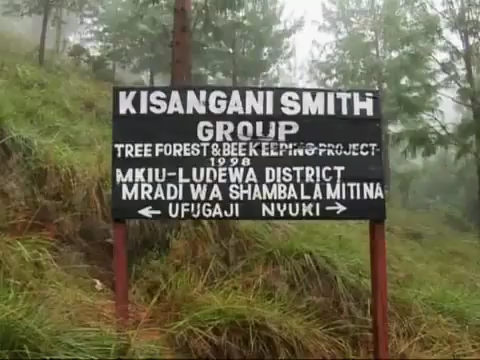 KISANGANI SMITH
GROUP
TREE FOREST & BEE KEEPING PROJECT
1998
MKIU-LUDEWA DISTRICT
MRADI WA SHAMBA LA MITI NA
← UFUGAJI NYUKI →